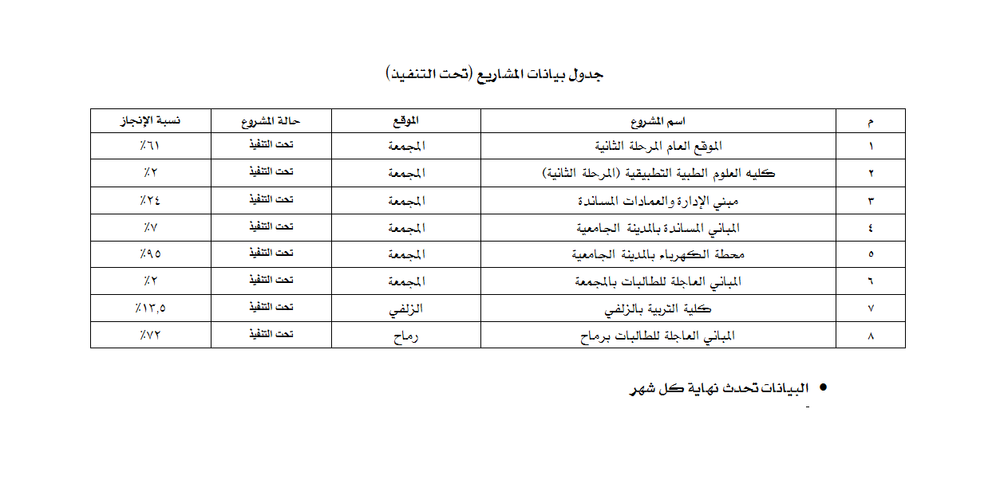 جدول بيانات المشاريع (تحت التنفيذ)
م اسم المشروع الموقع حالة المشروع نسبة الإنجاز
١ الموقع العام المرحلة الثانية المجمعة تحت التنفيذ ٦١٪
٢ كليه العلوم الطبية التطبيقية (المرحلة الثانية) المجمعة تحت التنفيذ ٢٪
٣ مبني الإدارة والعمادات المساندة المجمعة تحت التنفيذ ٢٤٪
٤ المباني المساندة بالمدينة الجامعية المجمعة تحت التنفيذ ٧٪
٥ محطة الكهرباء بالمدينة الجامعية المجمعة تحت التنفيذ ٩٥٪
٦ المباني العاجلة للطالبات بالمجمعة المجمعة تحت التنفيذ ٢٪
٧ كلية التربية بالزلفي الزلفي تحت التنفيذ ١٣,٥٪
٨ المباني العاجلة للطالبات برماح رماح تحت التنفيذ ٧٢٪
• البيانات تحدث نهاية كل شهر
-